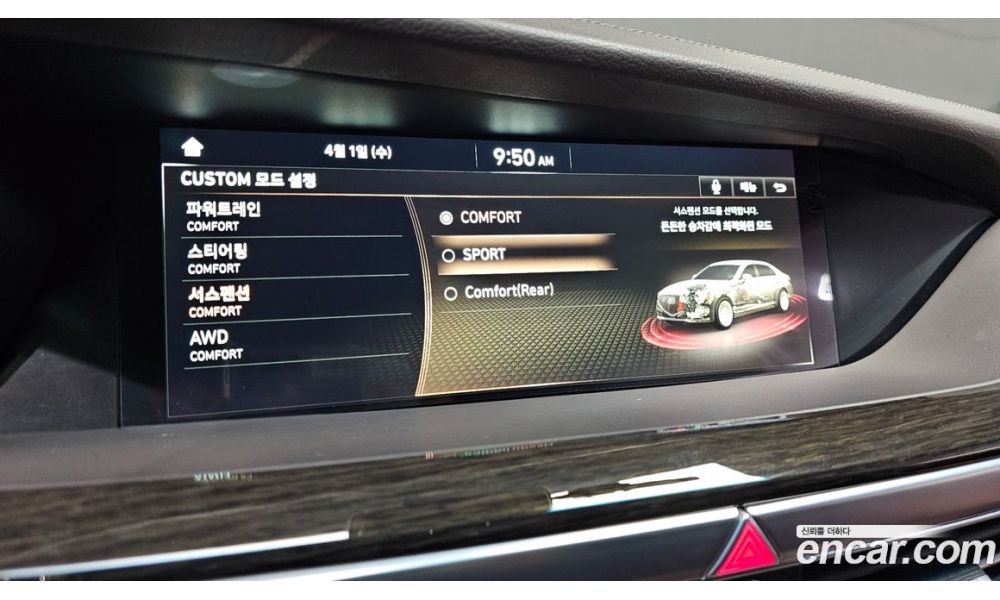 4월 1일 (수)
9:50 AM
CUSTOM 모드 설정
메뉴
파워트레인
COMFORT
스티어링
COMFORT
서스펜션
COMFORT
AWD
COMFORT
COMFORT
SPORT
Comfort(Rear)
서스펜션 모드를 선택합니다.
든든한 승차감에 최적화된 모드
신뢰를 더하다
encar.com